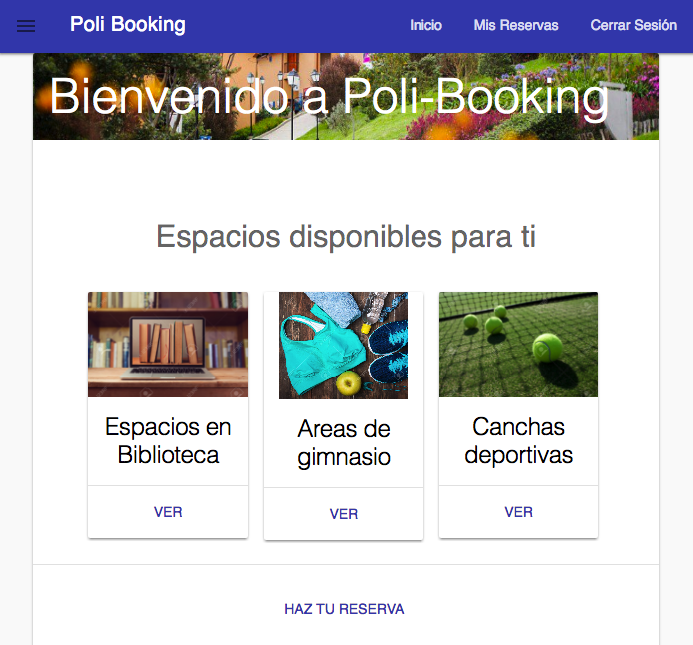 Poli Booking
Inicio
Mis Reservas
Cerrar Sesión
Bienvenido a Poli-Booking
Espacios disponibles para ti
Espacios en
Biblioteca
VER
Areas de
gimnasio
VER
Canchas
deportivas
VER
HAZ TU RESERVA